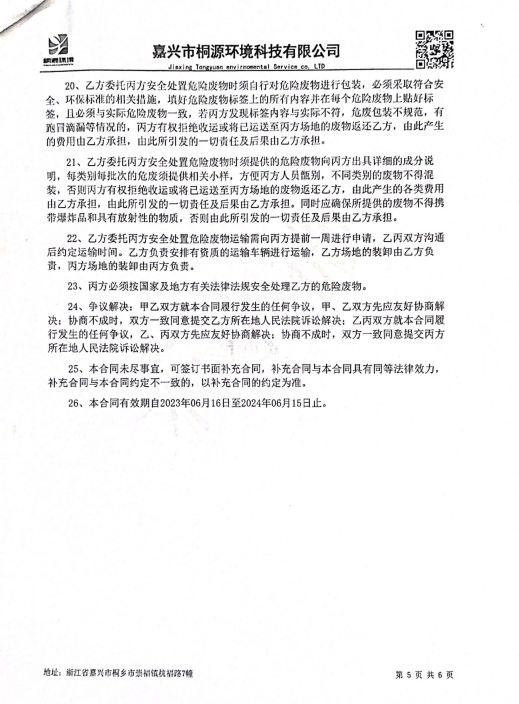 桐源环境
嘉兴市桐源环境科技有限公司
Jiaxing Tongyuan envirnomental Service co, LTD
20、乙方委托丙方安全处置危险废物时须自行对危险废物进行包装，必须采取符合安
全、环保标准的相关措施，填好危险废物标签上的所有内容并在每个危险废物上贴好标
签，且必须与实际危险废物一致，若丙方发现标签内容与实际不符，危废包装不规范，有
跑冒滴漏等情况的，丙方有权拒绝收运或将已运送至丙方场地的废物返还乙方，由此产生
的费用由乙方承担，由此所引发的一切责任及后果由乙方承担。
21、乙方委托丙方安全处置危险废物时须提供的危险废物向丙方出具详细的成分说
明，每类别每批次的危废须提供相关小样，方便丙方人员甄别，不同类别的废物不得混
装，否则丙方有权拒绝收运或将已运送至丙方场地的废物返还乙方，由此产生的各类费用
由乙方承担，由此所引发的一切责任及后果由乙方承担。同时应确保所提供的废物不得携
带爆炸品和具有放射性的物质，否则由此所引发的一切责任及后果由乙方承担。
22、乙方委托丙方安全处置危险废物运输需向丙方提前一周进行申请，乙丙双方沟通
后约定运输时间。乙方负责安排有资质的运输车辆进行运输，乙方场地的装卸由乙方负
责，丙方场地的装卸由丙方负责。
23、丙方必须按国家及地方有关法律法规安全处理乙方的危险废物。
24、争议解决：甲乙双方就本合同履行发生的任何争议，甲、乙双方先应友好协商解
决；协商不成时，双方一致同意提交乙方所在地人民法院诉讼解决；乙丙双方就本合同履
行发生的任何争议，乙、丙双方先应友好协商解决；协商不成时，双方一致同意提交丙方
所在地人民法院诉讼解决。
25、本合同未尽事宜，可签订书面补充合同，补充合同与本合同具有同等法律效力，
补充合同与本合同约定不一致的，以补充合同的约定为准。
26、本合同有效期自2023年06月16日至2024年06月15日止。
地址：浙江省嘉兴市桐乡市崇福镇杭福路7幢
第 5 页 共 6 页